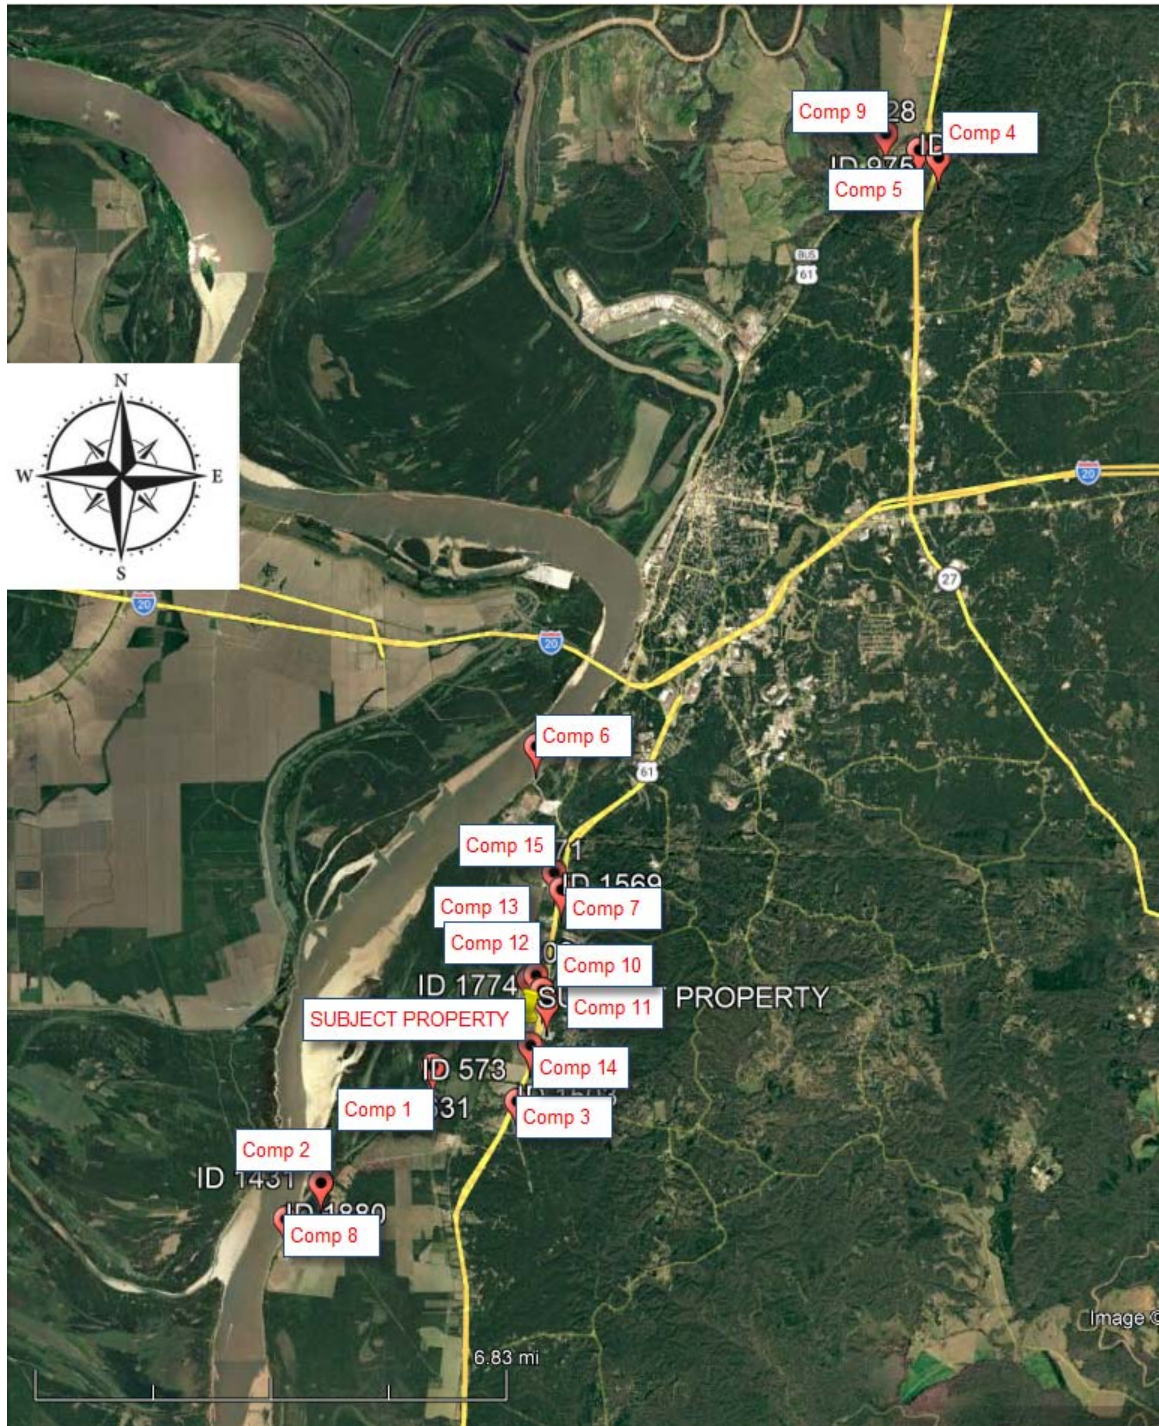 Comp 9
28
Comp 4
ID
ID 975
Comp 5
BUS
61
N
W
E
S
20
27
20
20
Comp 6
61
Comp 15
71
ID 1569
Comp 13
Comp 7
Comp 12
Comp 10
ID 1774
SUBJECT PROPERTY
Comp 11
SUBJECT PROPERTY
ID 573
Comp 14
Comp 1
631
Comp 3
Comp 2
ID 1431
ID 1880
Comp 8
Image ©
6.83 mi